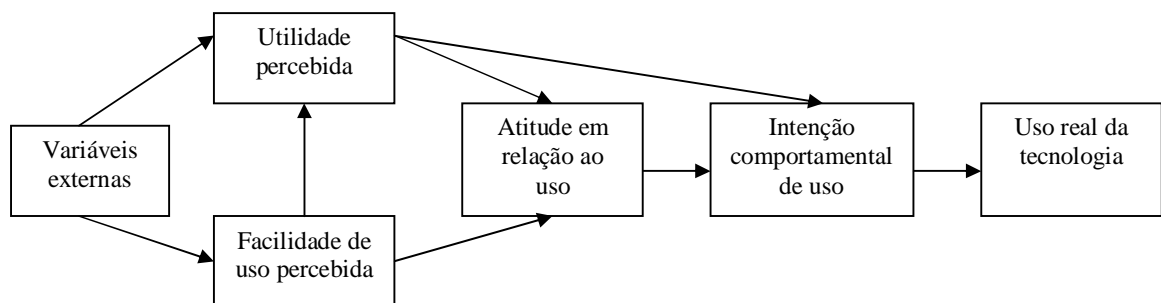 Utilidade
percebida
Variáveis
externas
Facilidade de
uso percebida
Atitude em
relação ao
uso
Intenção
comportamental
de uso
Uso real da
tecnologia